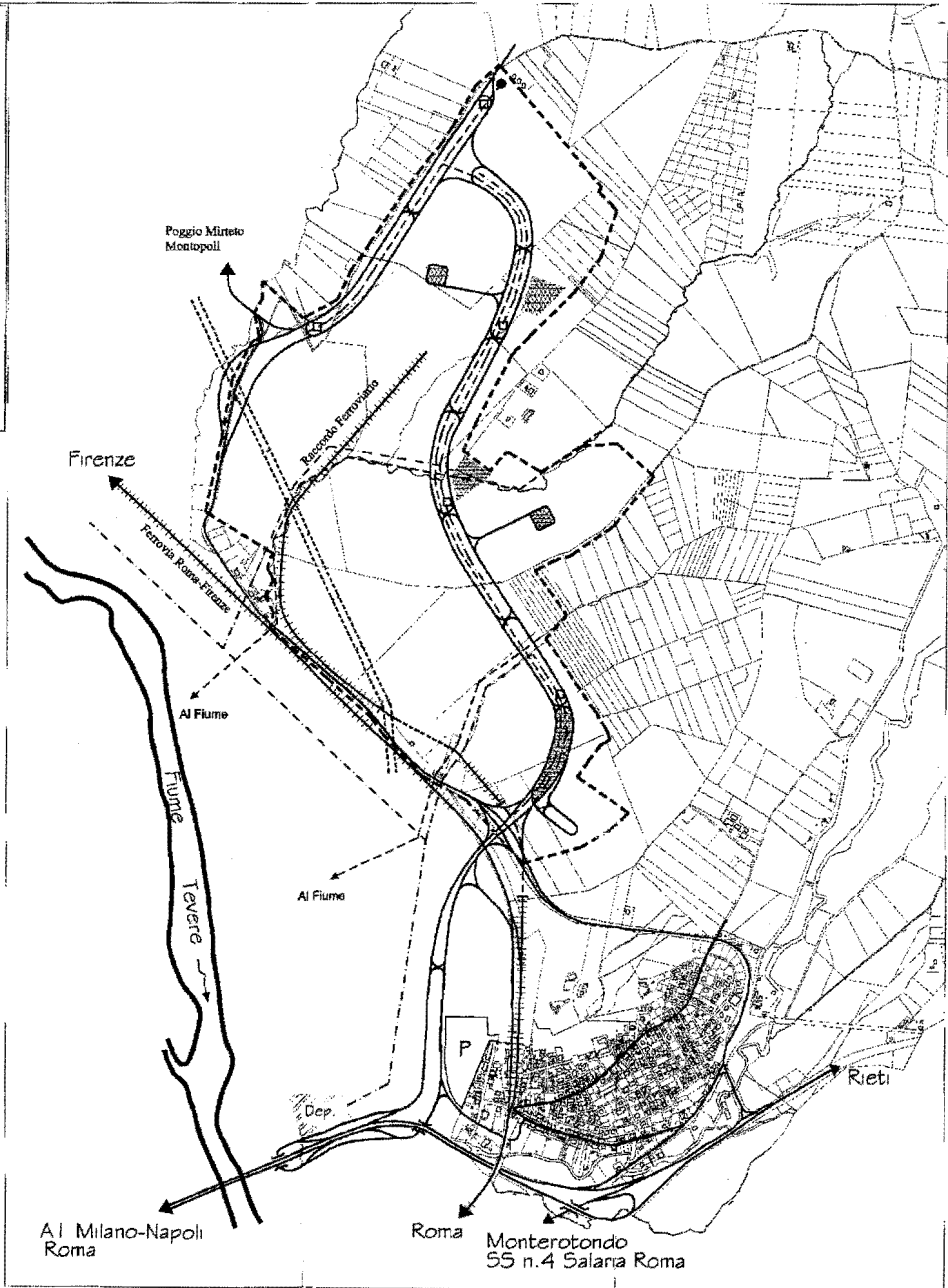 Poggio Mirteto
Montopoli
Raccordo Ferroviario
Firenze
Ferrovia Roma-Firenze
Al Fiume
Fiume
Tevere
Al Fiume
P
Dep.
Rieti
A1 Milano-Napoli
Roma
Roma
Monterotondo
SS n.4 Salaria Roma